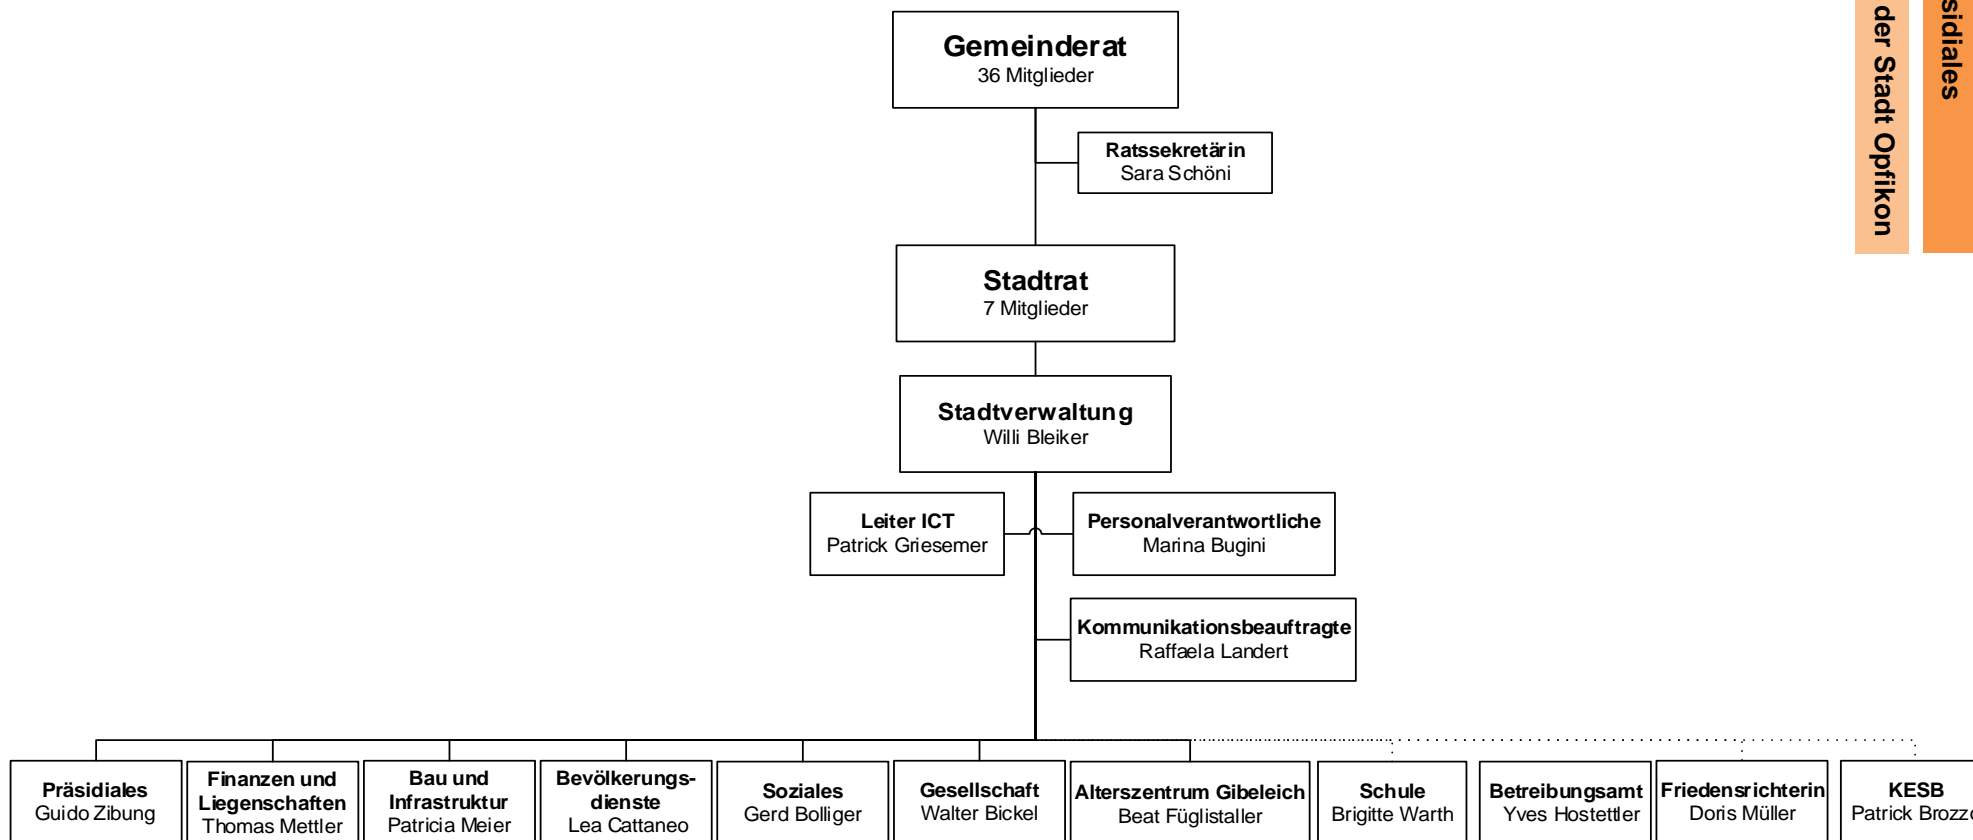 Gemeinderat
36 Mitglieder
sidiales
der Stadt Opfikon
Ratssekretärin
Sara Schöni
Stadtrat
7 Mitglieder
Stadtverwaltung
Willi Bleiker
Leiter ICT
Patrick Griesemer
Personalverantwortliche
Marina Bugini
Kommunikationsbeauftragte
Raffaela Landert
Präsidiales
Guido Zibung
Finanzen und
Liegenschaften
Thomas Mettler
Bau und
Infrastruktur
Patricia Meier
Bevölkerungs-
dienste
Lea Cattaneo
Soziales
Gerd Bolliger
Gesellschaft
Walter Bickel
Alterszentrum Gibeleich
Beat Füglistaller
Schule
Brigitte Warth
Betreibungsamt
Yves Hostettler
Friedensrichterin
Doris Müller
KESB
Patrick Brozzo